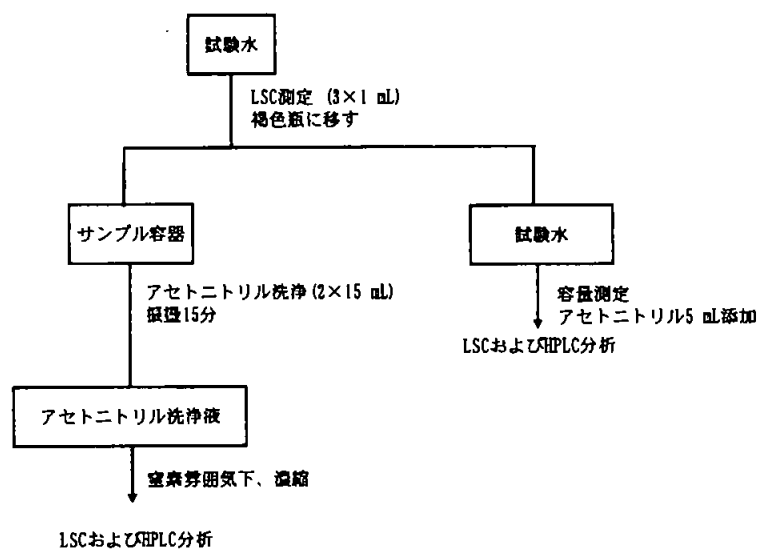 試験水
LSC測定 (3×1 mL)
褐色瓶に移す
サンプル容器
試験水
アセトニトリル洗浄(2×15 mL)
振盪15分
容量測定
アセトニトリル5 mL添加
LSCおよびHPLC分析
アセトニトリル洗浄液
窒素雰囲気下、濃縮
LSCおよびHPLC分析